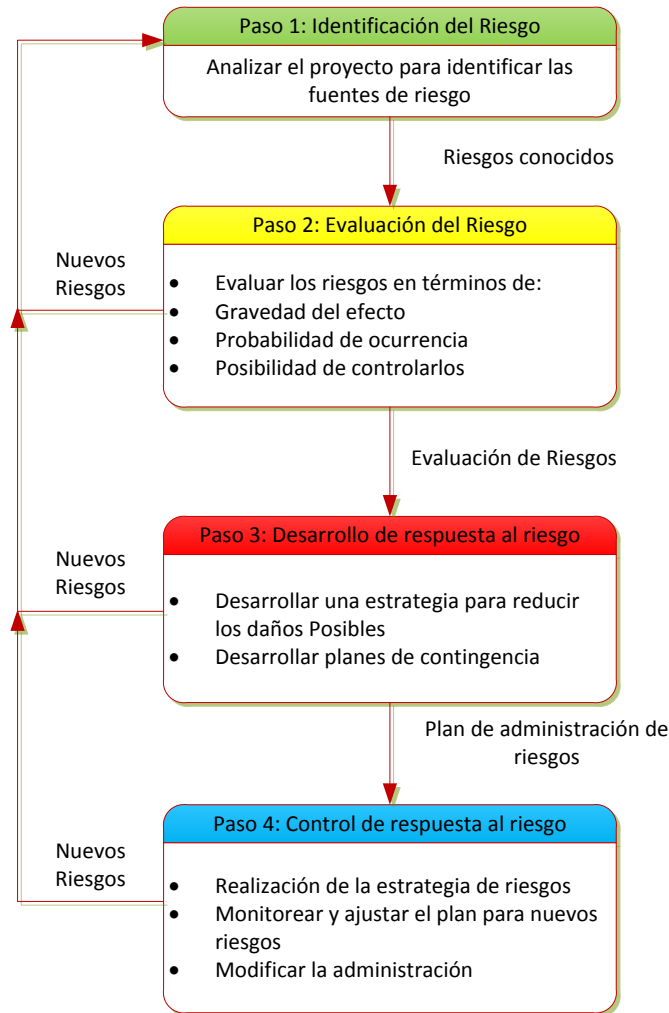 Paso 1: Identificación del Riesgo
Analizar el proyecto para identificar las
fuentes de riesgo
Riesgos conocidos
Paso 2: Evaluación del Riesgo
Nuevos
Riesgos
• Evaluar los riesgos en términos de:
• Gravedad del efecto
• Probabilidad de ocurrencia
• Posibilidad de controlarlos
Evaluación de Riesgos
Paso 3: Desarrollo de respuesta al riesgo
Nuevos
Riesgos
• Desarrollar una estrategia para reducir
los daños Posibles
• Desarrollar planes de contingencia
Plan de administración de
riesgos
Paso 4: Control de respuesta al riesgo
Nuevos
Riesgos
• Realización de la estrategia de riesgos
• Monitorear y ajustar el plan para nuevos
riesgos
• Modificar la administración